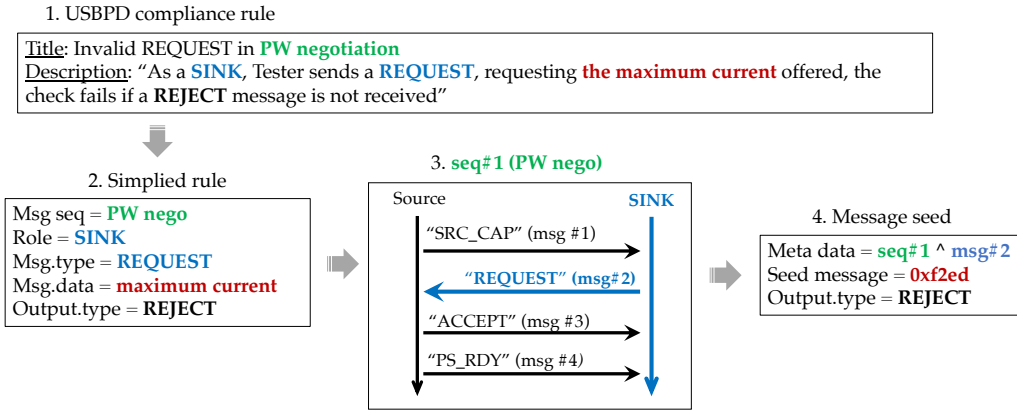 1. USBPD compliance rule
Title: Invalid REQUEST in PW negotiation
Description: “As a SINK, Tester sends a REQUEST, requesting the maximum current offered, the
check fails if a REJECT message is not received”
2. Simplied rule
Msg seq = PW nego
Role = SINK
Msg.type = REQUEST
Msg.data = maximum current
Output.type = REJECT
3. seq#1 (PW nego)
Source
SINK
“SRC_CAP” (msg #1)
“REQUEST” (msg#2)
“ACCEPT” (msg #3)
“PS_RDY” (msg #4)
4. Message seed
Meta data = seq#1 ^ msg#2
Seed message = 0xf2ed
Output.type = REJECT